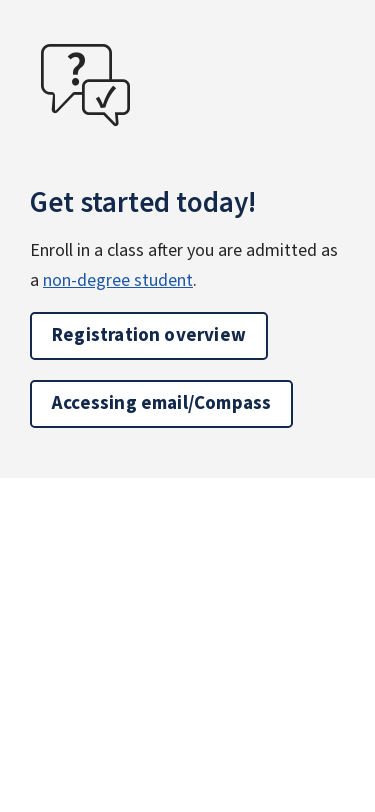 Get started today!
Enroll in a class after you are admitted as
a non-degree student.
Registration overview
Accessing email/Compass